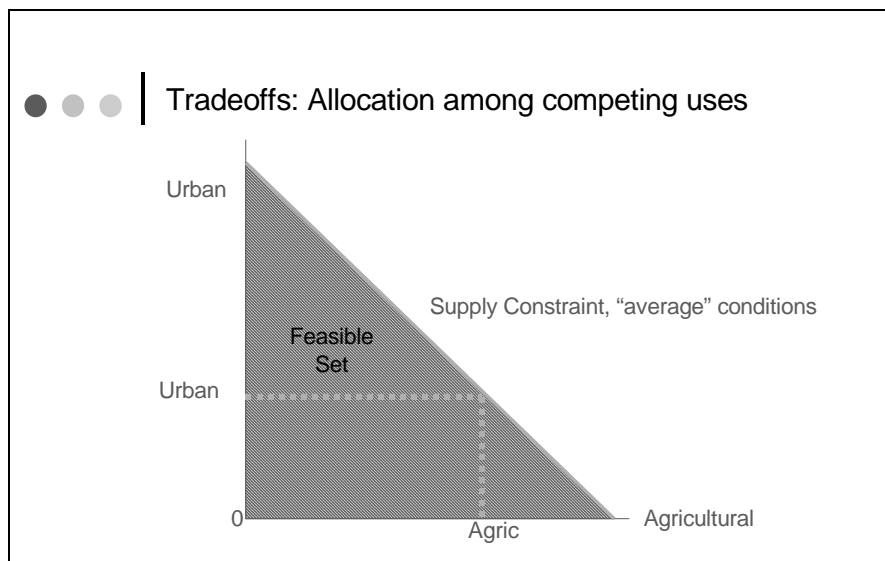 Tradeoffs: Allocation among competing uses
Urban
Supply Constraint, “average” conditions
Feasible
Set
Urban
0
Agricultural
Agric